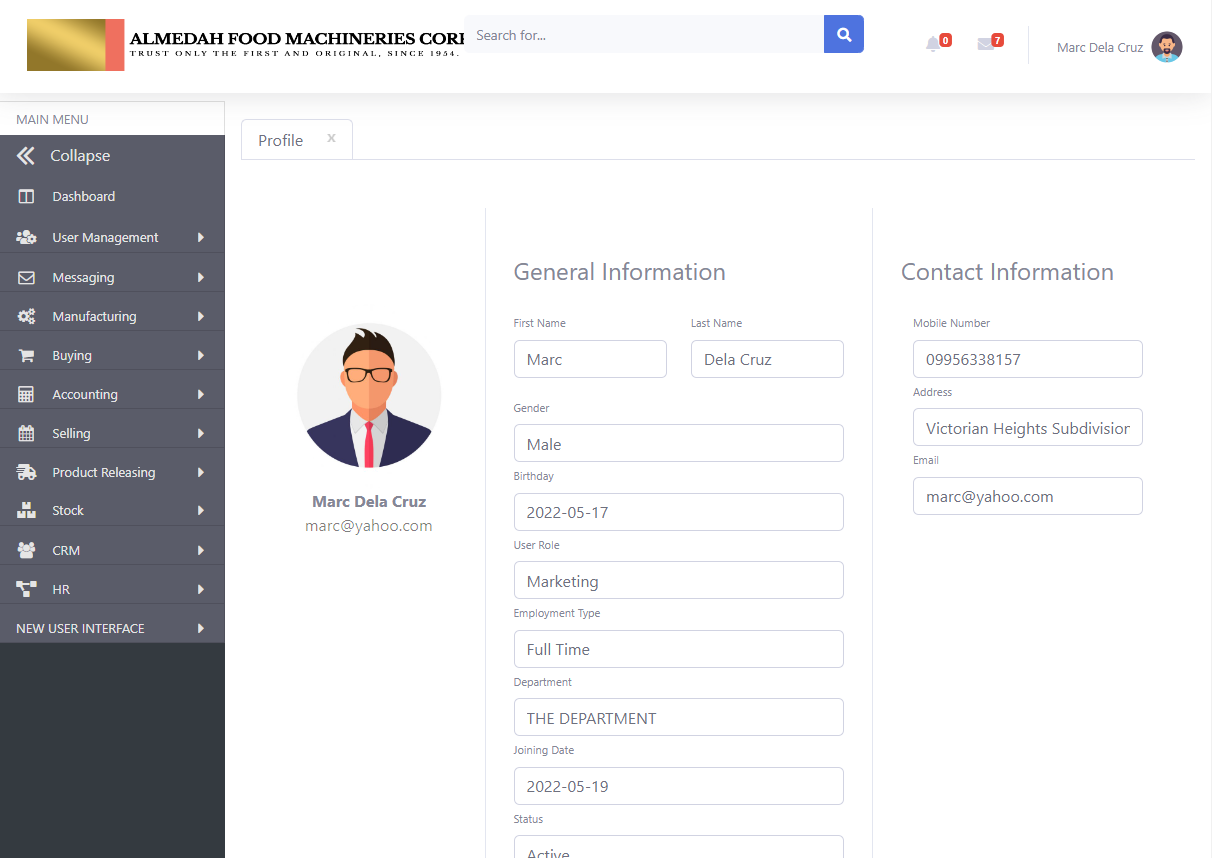 ALMEDAH FOOD MACHINERIES CORP
TRUST ONLY THE FIRST AND ORIGINAL, SINCE 1954.
Search for...
0
7
Marc Dela Cruz
MAIN MENU
Collapse
Dashboard
User Management
Messaging
Manufacturing
Buying
Accounting
Selling
Product Releasing
Stock
CRM
HR
NEW USER INTERFACE
Profile x
Marc Dela Cruz
marc@yahoo.com
General Information
First Name
Marc
Last Name
Dela Cruz
Gender
Male
Birthday
2022-05-17
User Role
Marketing
Employment Type
Full Time
Department
THE DEPARTMENT
Joining Date
2022-05-19
Status
Active
Contact Information
Mobile Number
09956338157
Address
Victorian Heights Subdivision
Email
marc@yahoo.com